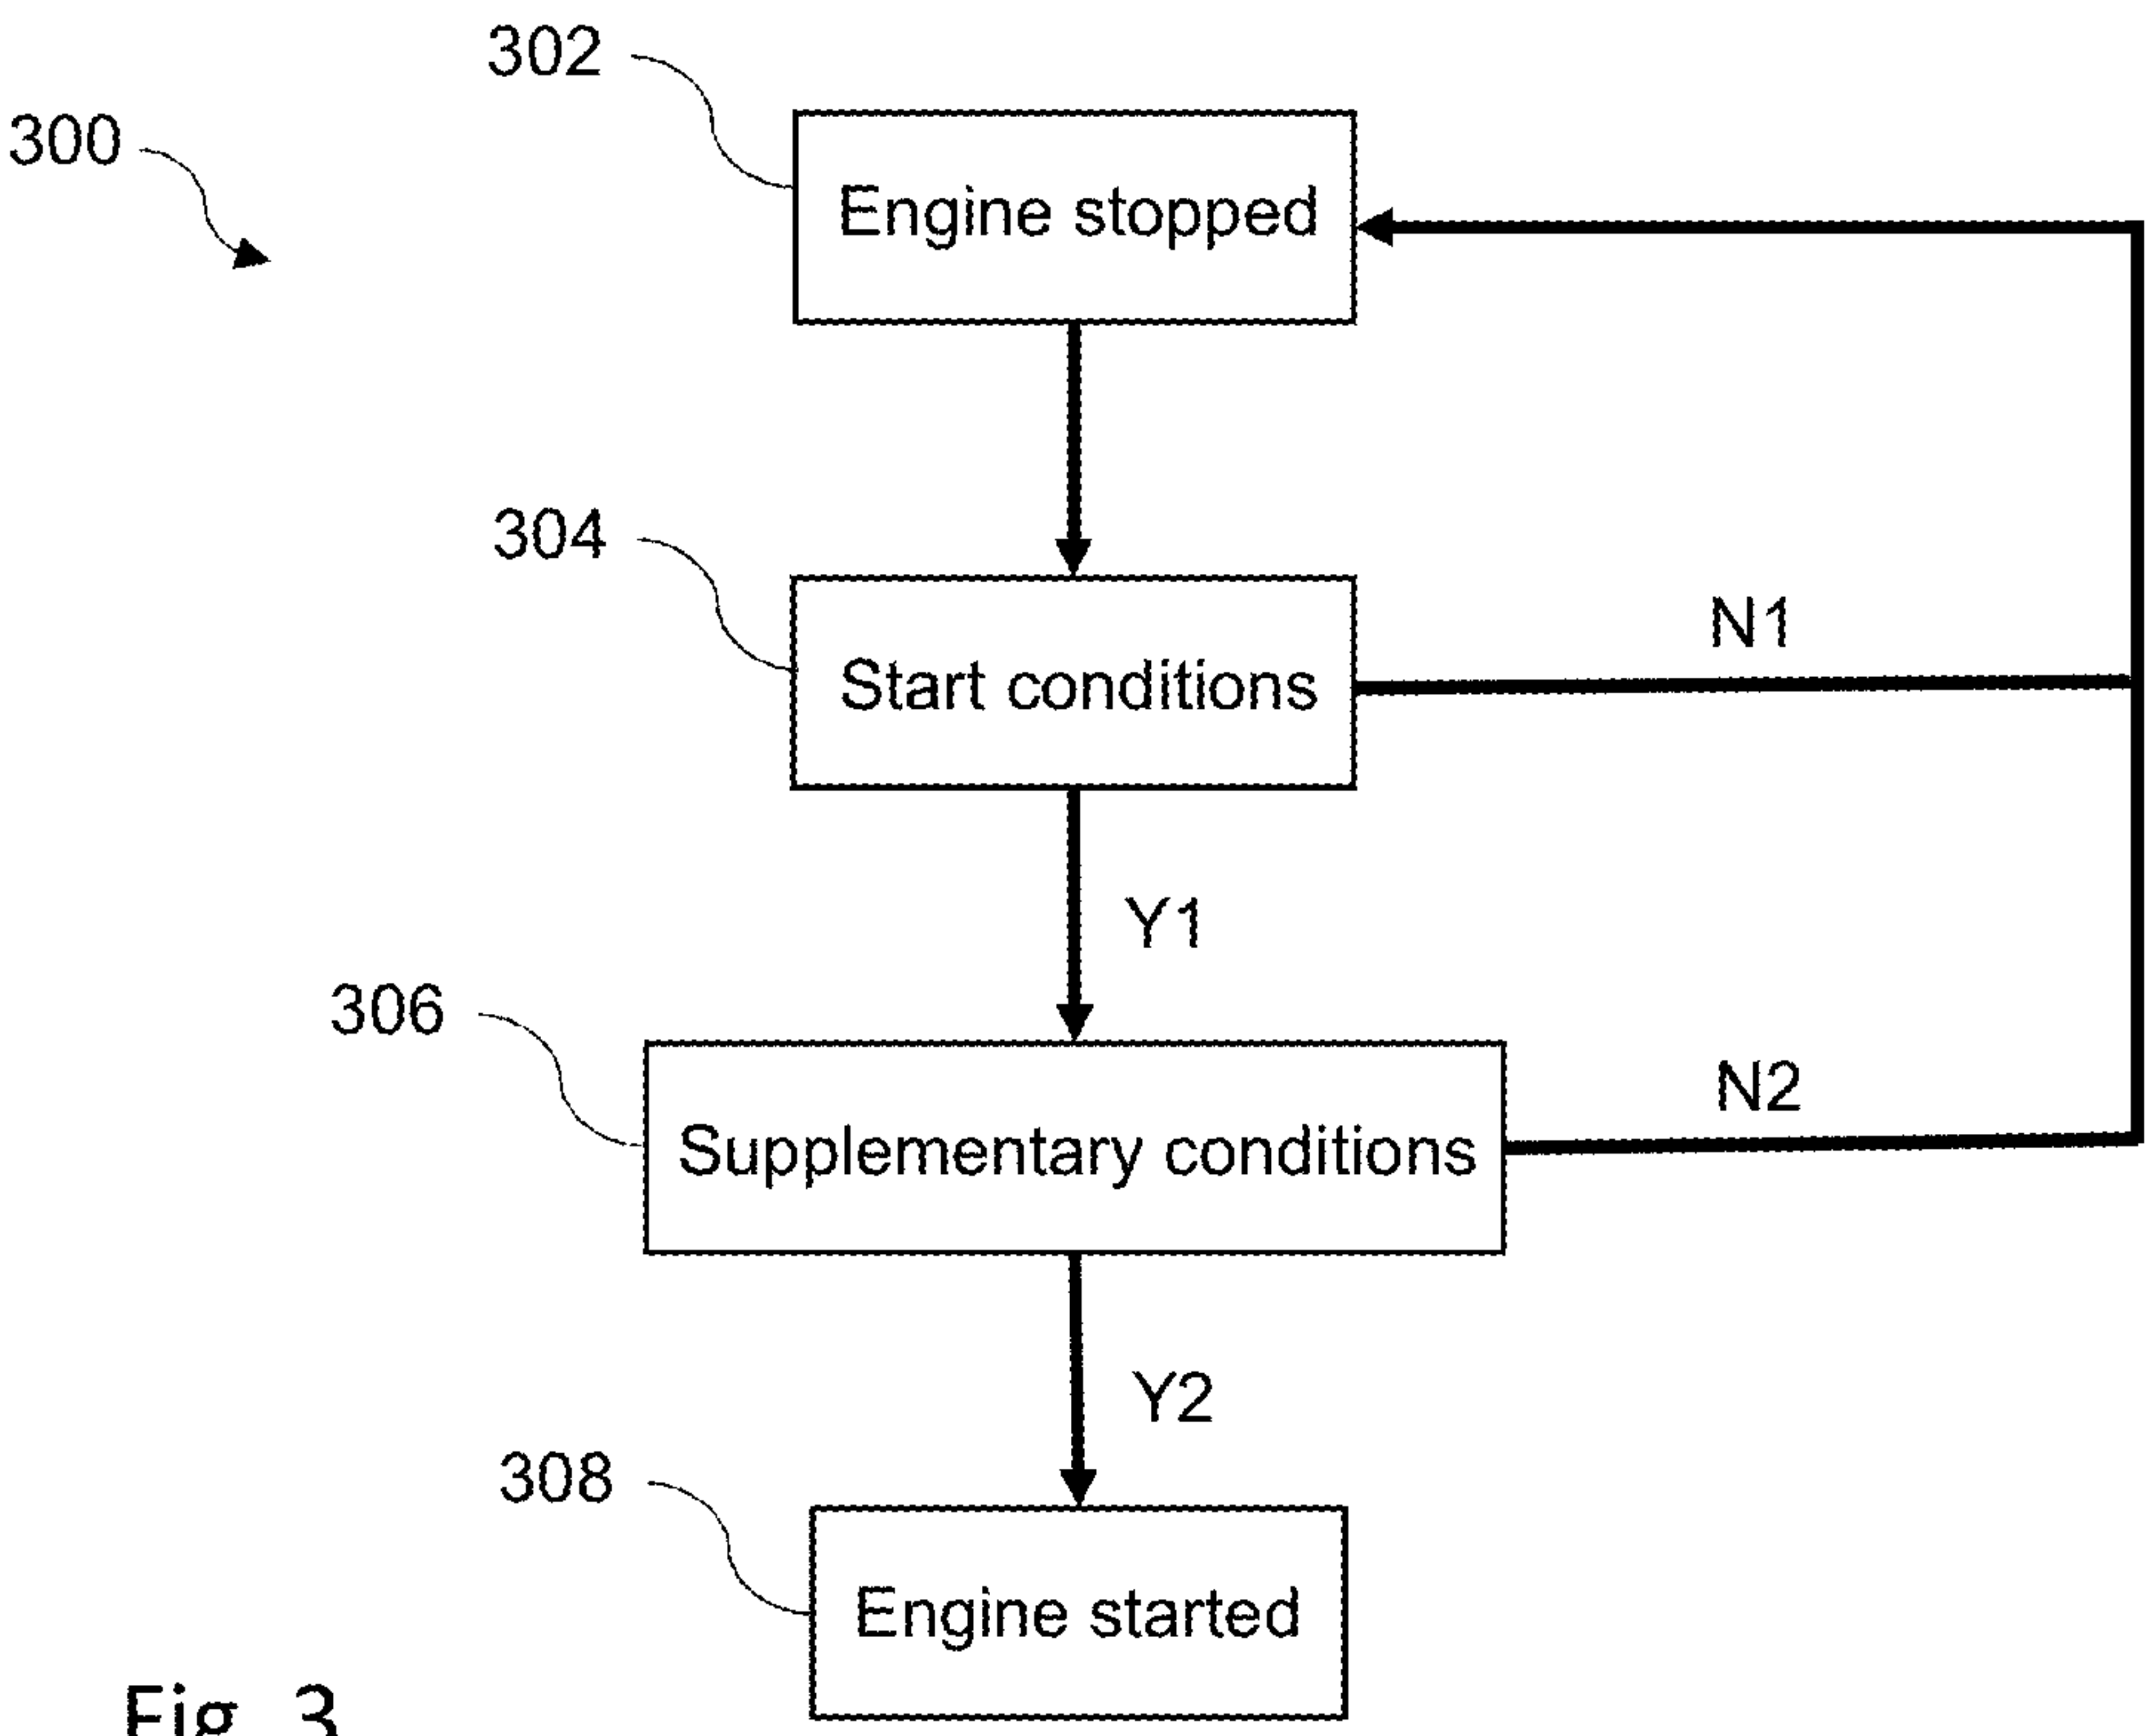 302
300
Engine stopped
304
N1
Start conditions
Y1
306
N2
Supplementary conditions
Y2
308
Engine started
Fig. 3